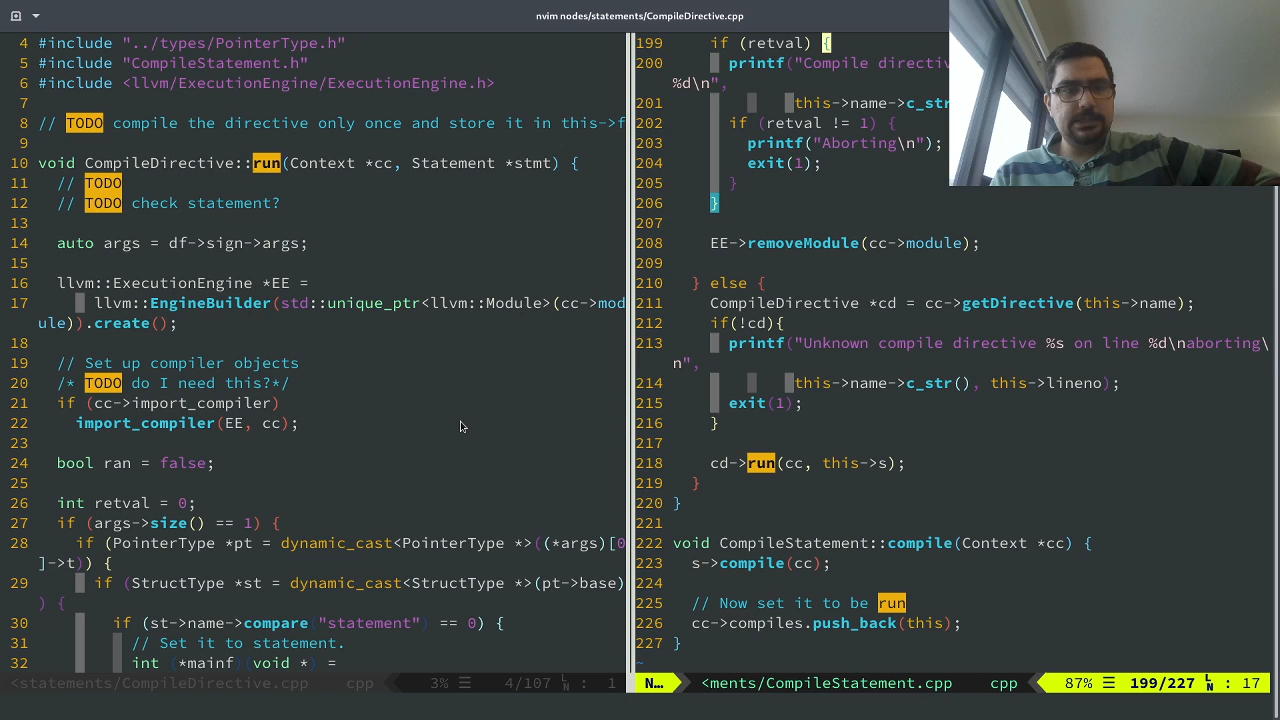 nvim nodes/statements/CompileDirective.cpp
4 #include "../types/PointerType.h"
5 #include "CompileStatement.h"
6 #include <llvm/ExecutionEngine/ExecutionEngine.h>
7
8 // TODO compile the directive only once and store it in this->f
9
10 void CompileDirective::run(Context *cc, Statement *stmt) {
11 // TODO
12 // TODO check statement?
13
14 auto args = df->sign->args;
15
16 llvm::ExecutionEngine *EE =
17 llvm::EngineBuilder(std::unique_ptr<llvm::Module>(cc->mod
ule)).create();
18
19 // Set up compiler objects
20 /* TODO do I need this?*/
21 if (cc->import_compiler)
22 import_compiler(EE, cc);
23
24 bool ran = false;
25
26 int retval = 0;
27 if (args->size() == 1) {
28 if (PointerType *pt = dynamic_cast<PointerType *>((*args)[0
]->t)) {
29 if (StructType *st = dynamic_cast<StructType *>(pt->base)
) {
30 if (st->name->compare("statement") == 0) {
31 // Set it to statement.
32 int (*mainf)(void *) =
<statements/CompileDirective.cpp cpp 3% ☰ 4/107 LN : 1
199 if (retval) {
200 printf("Compile directiv
%d\n",
201 this->name->c_str
202 if (retval != 1) {
203 printf("Aborting\n");
204 exit(1);
205 }
206 }
207
208 EE->removeModule(cc->module);
209
210 } else {
211 CompileDirective *cd = cc->getDirective(this->name);
212 if(!cd){
213 printf("Unknown compile directive %s on line %d\naborting\
n",
214 this->name->c_str(), this->lineno);
215 exit(1);
216 }
217
218 cd->run(cc, this->s);
219 }
220 }
221
222 void CompileStatement::compile(Context *cc) {
223 s->compile(cc);
224
225 // Now set it to be run
226 cc->compiles.push_back(this);
227 }
~
N… <ments/CompileStatement.cpp cpp 87% ☰ 199/227 LN : 17